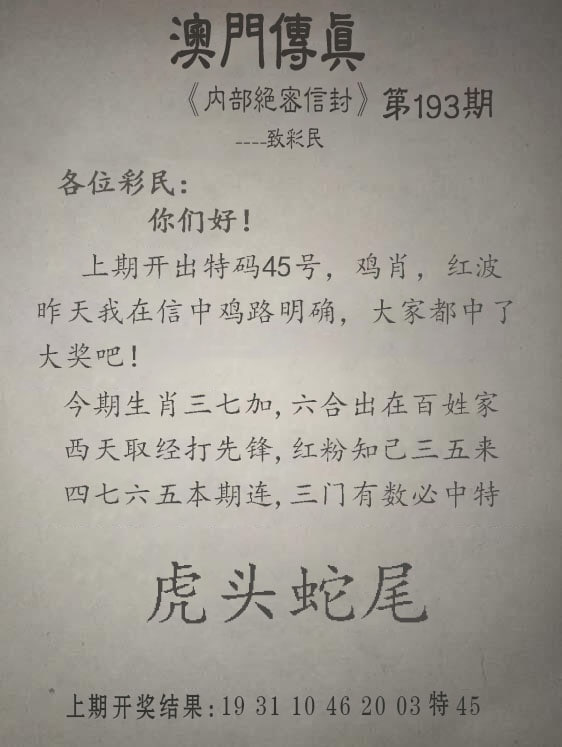 澳門傳眞
《内部絕密信封》第193期
----致彩民
各位彩民：
你们好！
上期开出特码45号，鸡肖，红波
昨天我在信中鸡路明确，大家都中了
大奖吧！
今期生肖三七加,六合出在百姓家
西天取经打先锋,红粉知己三五来
四七六五本期连,三门有数必中特
虎头蛇尾
上期开奖结果:19 31 10 46 20 03 特 45